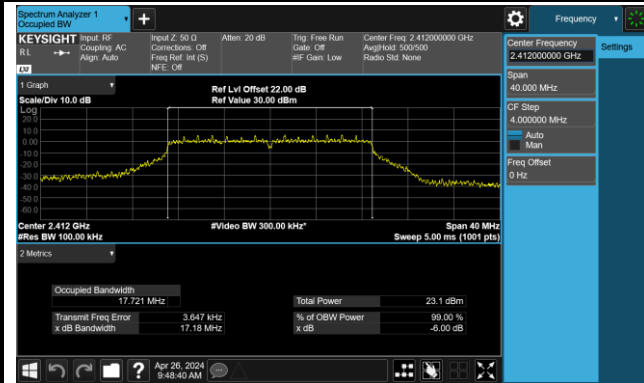 Spectrum Analyzer 1
Occupied BW
Frequency
KEYSIGHT
RL
Input: RF
Coupling: AC
Align: Auto
Input Z: 50 Ω
Corrections: Off
Freq Ref: Int (S)
NFE: Off
Atten: 20 dB
Trig: Free Run
Gate: Off
#IF Gain: Low
Center Freq: 2.412000000 GHz
Avg|Hold: 500/500
Radio Std: None
Center Frequency
2.412000000 GHz
Settings
Span
40.000 MHz
CF Step
4.000000 MHz
Auto
Man
Freq Offset
0 Hz
1 Graph
Scale/Div 10.0 dB
Ref Lvl Offset 22.00 dB
Ref Value 30.00 dBm
Log
20.0
10.0
0.00
-10.0
-20.0
-30.0
-40.0
-50.0
-60.0
Center 2.412 GHz
#Video BW 300.00 kHz*
Span 40 MHz
#Res BW 100.00 kHz
Sweep 5.00 ms (1001 pts)
2 Metrics
Occupied Bandwidth
17.721 MHz
Total Power 23.1 dBm
Transmit Freq Error 3.647 kHz
% of OBW Power 99.00 %
x dB Bandwidth 17.18 MHz
x dB -6.00 dB
Apr 26, 2024
9:48:40 AM